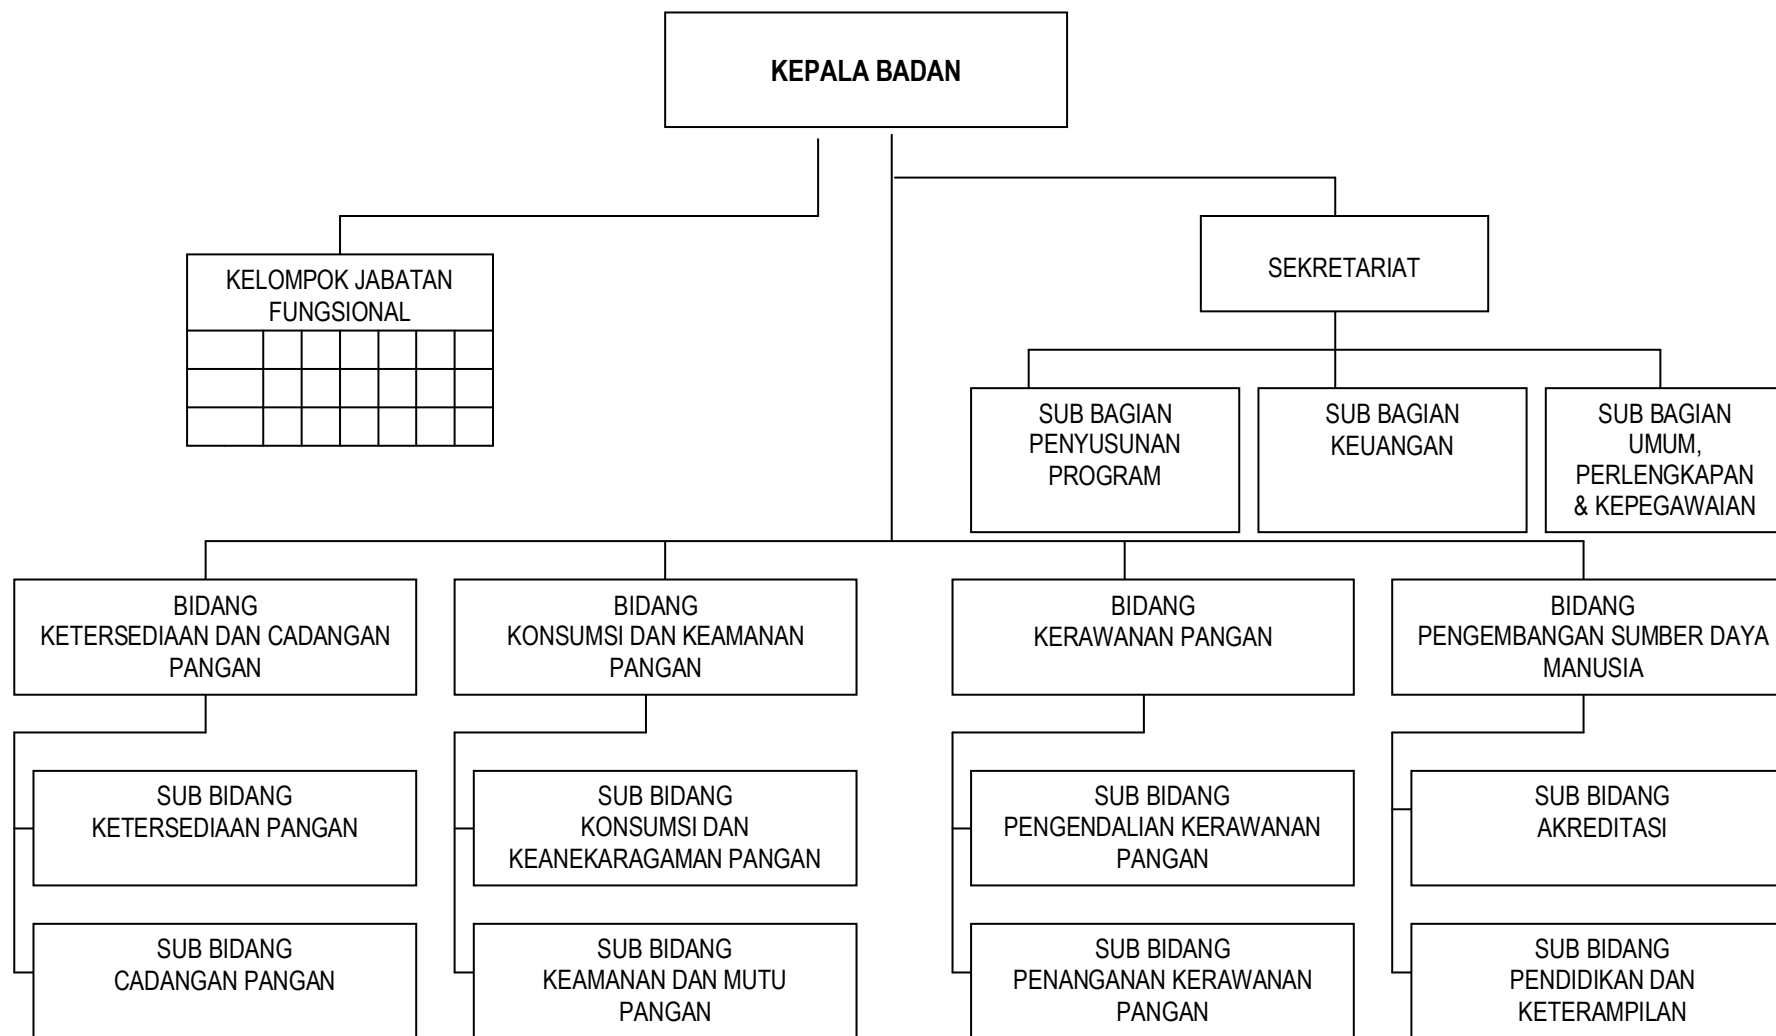 KEPALA BADAN
KELOMPOK JABATAN
FUNGSIONAL
SEKRETARIAT
SUB BAGIAN
PENYUSUNAN
PROGRAM
SUB BAGIAN
KEUANGAN
SUB BAGIAN
UMUM,
PERLENGKAPAN
& KEPEGAWAIAN
BIDANG
KETERSEDIAAN DAN CADANGAN
PANGAN
BIDANG
KONSUMSI DAN KEAMANAN
PANGAN
BIDANG
KERAWANAN PANGAN
BIDANG
PENGEMBANGAN SUMBER DAYA
MANUSIA
SUB BIDANG
KETERSEDIAAN PANGAN
SUB BIDANG
KONSUMSI DAN
KEANEKARAGAMAN PANGAN
SUB BIDANG
PENGENDALIAN KERAWANAN
PANGAN
SUB BIDANG
AKREDITASI
SUB BIDANG
CADANGAN PANGAN
SUB BIDANG
KEAMANAN DAN MUTU
PANGAN
SUB BIDANG
PENANGANAN KERAWANAN
PANGAN
SUB BIDANG
PENDIDIKAN DAN
KETERAMPILAN